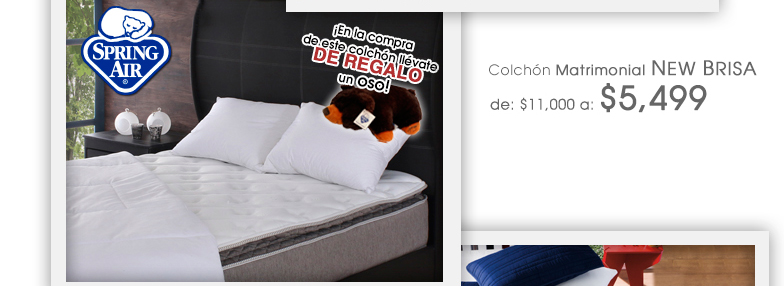 SPRING
AIR
®
¡En la compra
de este colchón llévate
DE REGALO
un oso!
Colchón Matrimonial NEW BRISA
de: $11,000 a: $5,499